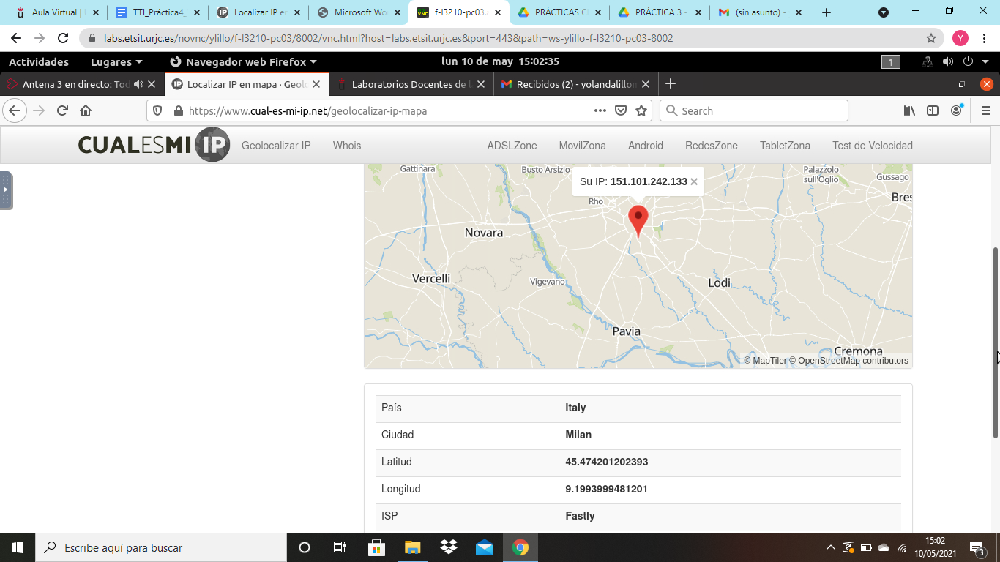 Aula Virtual | U
TTI_Práctica4_
Localizar IP en
Microsoft Wo
f-l3210-pc03-
PRÁCTICAS C
PRÁCTICA 3 -
(sin asunto) -
labs.etsit.urjc.es/novnc/ylillo/f-l3210-pc03/8002/vnc.html?host=labs.etsit.urjc.es&port=443&path=ws-ylillo-f-l3210-pc03-8002
Y
Actividades
Lugares
Navegador web Firefox
lun 10 de may 15:02:35
1
Antena 3 en directo: Tod
Localizar IP en mapa · Geolo
Laboratorios Docentes de l
Recibidos (2) - yolandalillon
https://www.cual-es-mi-ip.net/geolocalizar-ip-mapa
Search
CUALESMI IP
Geolocalizar IP
Whois
ADSLZone
MovilZona
Android
RedesZone
TabletZona
Test de Velocidad
Gattinara
Busto Arsizio
Su IP: 151.101.242.133
Palazzolo
sull'Oglio
Gussago
Rho
Bres
Novara
Vercelli
Vigevano
Lodi
Pavia
Cremona
© MapTiler © OpenStreetMap contributors
País Italy
Ciudad Milan
Latitud 45.474201202393
Longitud 9.1993999481201
ISP Fastly
Escribe aquí para buscar
15:02
10/05/2021
3